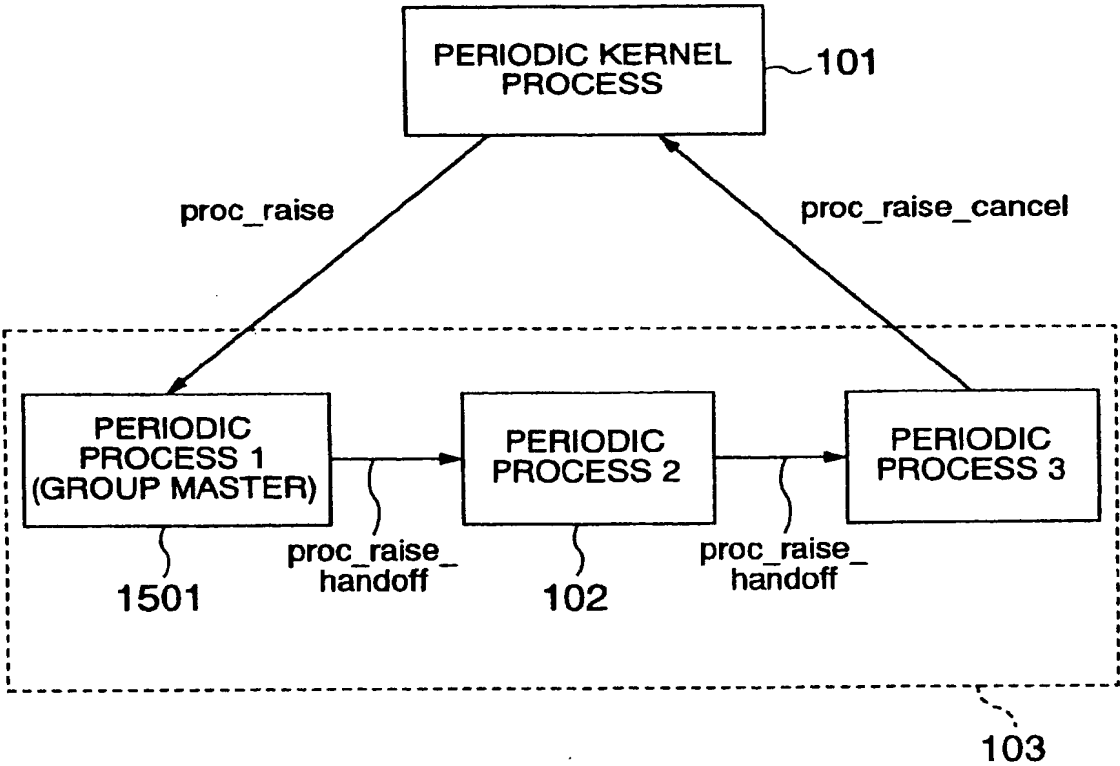 PERIODIC KERNEL
PROCESS
101
proc_raise
proc_raise_cancel
PERIODIC
PROCESS 1
(GROUP MASTER)
PERIODIC
PROCESS 2
PERIODIC
PROCESS 3
proc_raise_
handoff
proc_raise_
handoff
1501
102
103